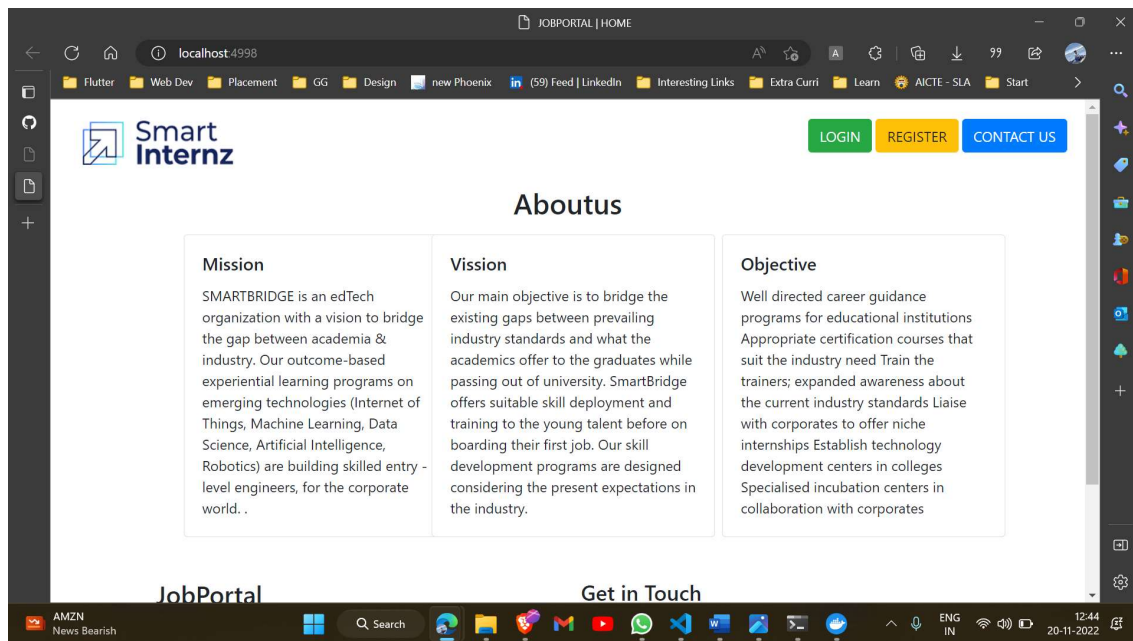 JOBPORTAL | HOME
localhost:4998
Flutter Web Dev Placement GG Design new Phoenix (59) Feed | LinkedIn Interesting Links Extra Curri Learn AICTE - SLA Start
Smart
Internz
LOGIN REGISTER CONTACT US
Aboutus
Mission
SMARTBRIDGE is an edTech
organization with a vision to bridge
the gap between academia &
industry. Our outcome-based
experiential learning programs on
emerging technologies (Internet of
Things, Machine Learning, Data
Science, Artificial Intelligence,
Robotics) are building skilled entry -
level engineers, for the corporate
world. .
Vission
Our main objective is to bridge the
existing gaps between prevailing
industry standards and what the
academics offer to the graduates while
passing out of university. SmartBridge
offers suitable skill deployment and
training to the young talent before on
boarding their first job. Our skill
development programs are designed
considering the present expectations in
the industry.
Objective
Well directed career guidance
programs for educational institutions
Appropriate certification courses that
suit the industry need Train the
trainers; expanded awareness about
the current industry standards Liaise
with corporates to offer niche
internships Establish technology
development centers in colleges
Specialised incubation centers in
collaboration with corporates
JobPortal
Get in Touch
AMZN
News Bearish
Search
ENG
IN
12:44
20-11-2022